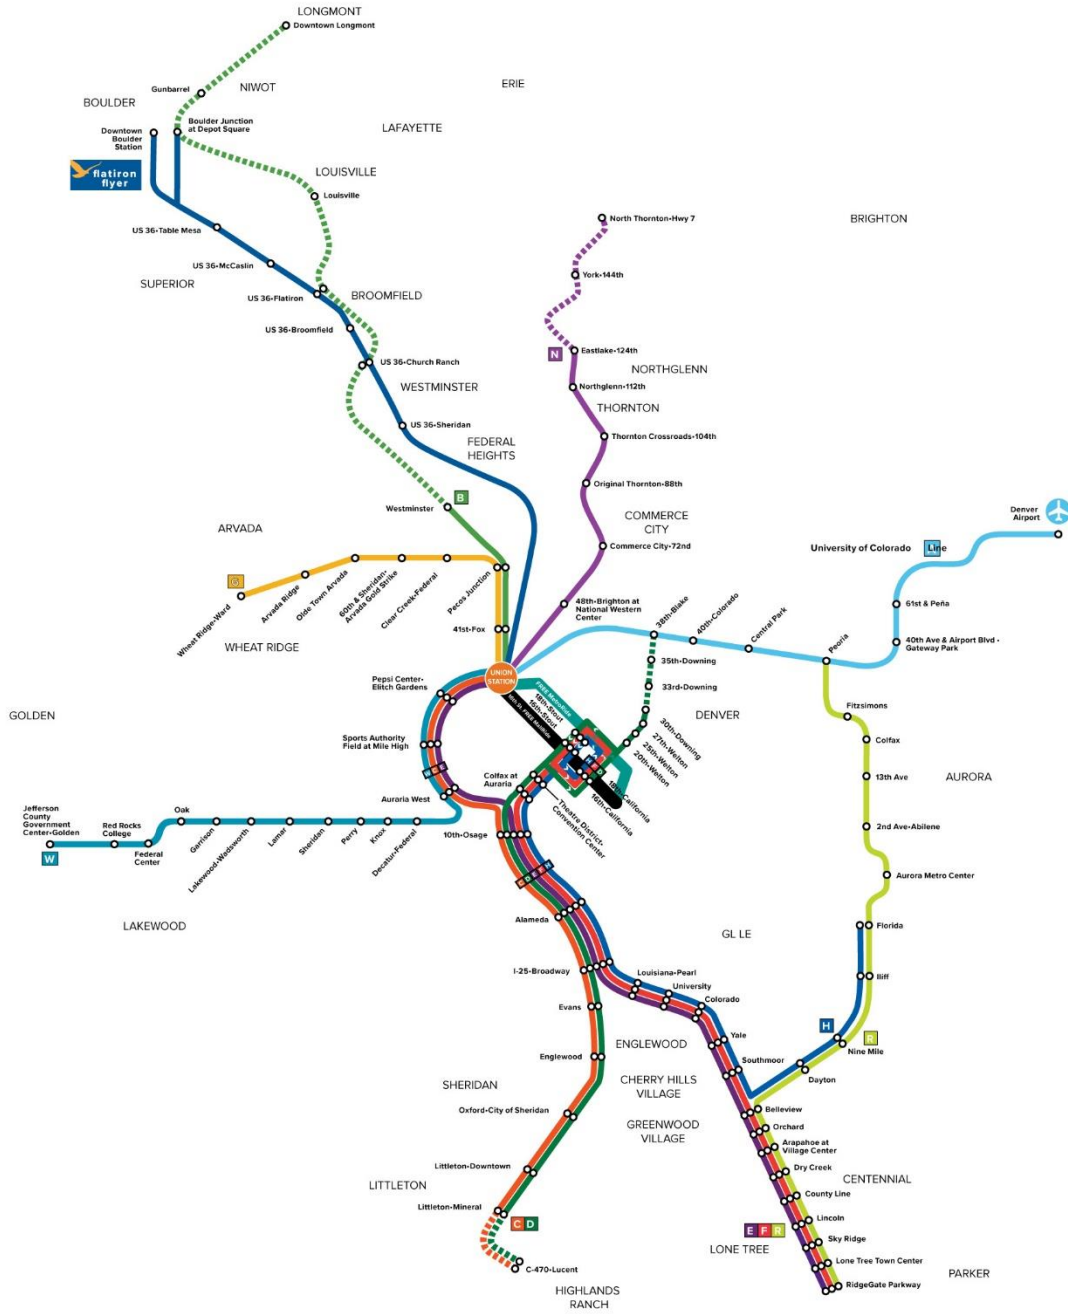 LONGMONT
Downtown Longmont
ERIE
NIWOT
Gunbarrel
BOULDER
Boulder Junction
at Depot Square
Downtown
Boulder
Station
LAFAYETTE
flatiron
flyer
LOUISVILLE
Louisville
US 36•Table Mesa
North Thornton•Hwy 7
BRIGHTON
US 36•McCaslin
York•144th
SUPERIOR
US 36•Flatiron
BROOMFIELD
US 36•Broomfield
N
Eastlake•124th
US 36•Church Ranch
NORTHGLENN
WESTMINSTER
Northglenn•112th
THORNTON
US 36•Sheridan
Thornton Crossroads•104th
FEDERAL
HEIGHTS
Original Thornton•88th
B
Westminster
Denver
Airport
COMMERCE
CITY
ARVADA
Commerce City•72nd
University of Colorado
Line
G
Wheat Ridge•Ward
Arvada Ridge
Olde Town Arvada
60th & Sheridan•
Arvada Gold Strike
Clear Creek•Federal
Pecos Junction
41st•Fox
48th•Brighton at
National Western
Center
38th•Blake
40th•Colorado
Central Park
Peoria
61st & Peña
40th Ave & Airport Blvd •
Gateway Park
WHEAT RIDGE
UNION
STATION
35th•Downing
33rd•Downing
Pepsi Center•
Elitch Gardens
FREE MetroRide
18th•Stout
16th•Stout
16th St. FREE MallRide
30th•Downing
27th•Welton
25th•Welton
20th•Welton
DENVER
Fitzsimons
GOLDEN
Sports Authority
Field at Mile High
Colfax
W C E
Colfax at
Auraria
18th•California
16th•California
Theatre District•
Convention Center
13th Ave
AURORA
Auraria West
Jefferson
County
Government
Center•Golden
W
Red Rocks
College
Federal
Center
Oak
Garrison
Lakewood•Wadsworth
Lamar
Sheridan
Perry
Knox
Decatur•Federal
10th•Osage
2nd Ave•Abilene
C D E F H
Aurora Metro Center
LAKEWOOD
Alameda
GL LE
Florida
I-25•Broadway
Louisiana•Pearl
University
Colorado
Iliff
Evans
Yale
H
R
Nine Mile
ENGLEWOOD
Englewood
Southmoor
Dayton
SHERIDAN
CHERRY HILLS
VILLAGE
Oxford•City of Sheridan
Belleview
GREENWOOD
VILLAGE
Orchard
Arapahoe at
Village Center
Littleton•Downtown
Dry Creek
CENTENNIAL
LITTLETON
County Line
Littleton•Mineral
C D
E F R
Lincoln
LONE TREE
Sky Ridge
Lone Tree Town Center
C-470•Lucent
PARKER
RidgeGate Parkway
HIGHLANDS
RANCH